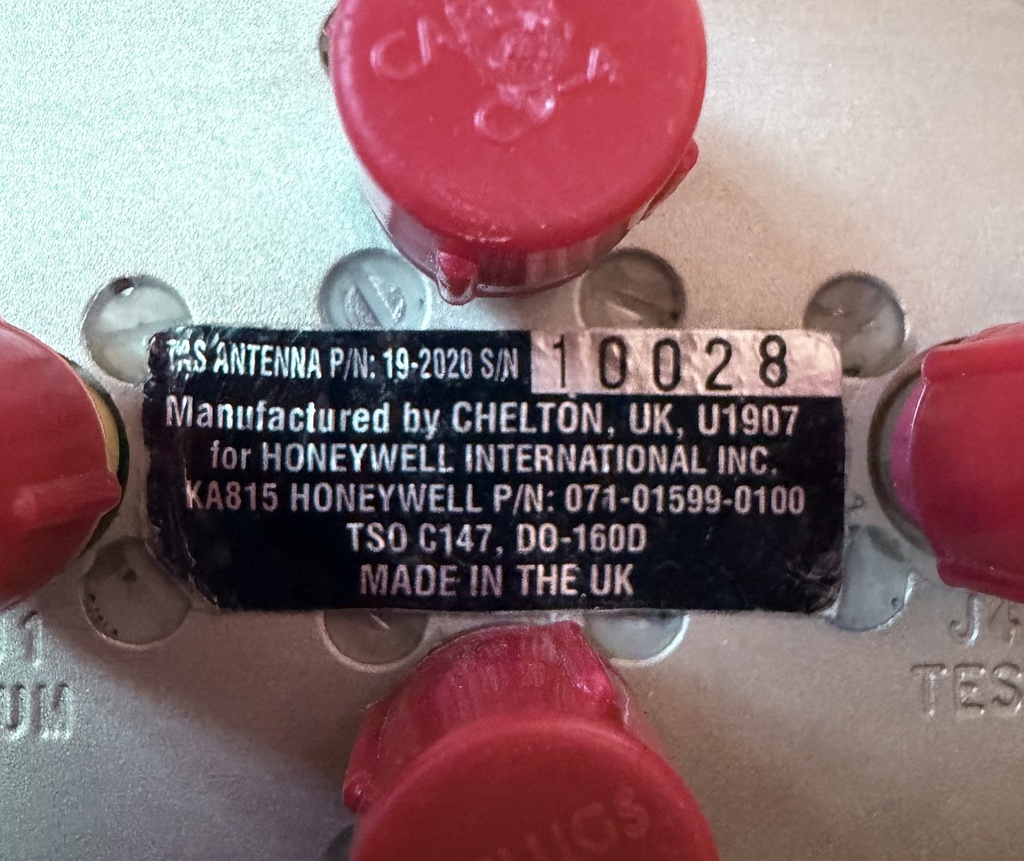 TAS ANTENNA P/N: 19-2020 S/N 10028
Manufactured by CHELTON, UK, U1907
for HONEYWELL INTERNATIONAL INC.
KA815 HONEYWELL P/N: 071-01599-0100
TSO C147, DO-160D
MADE IN THE UK